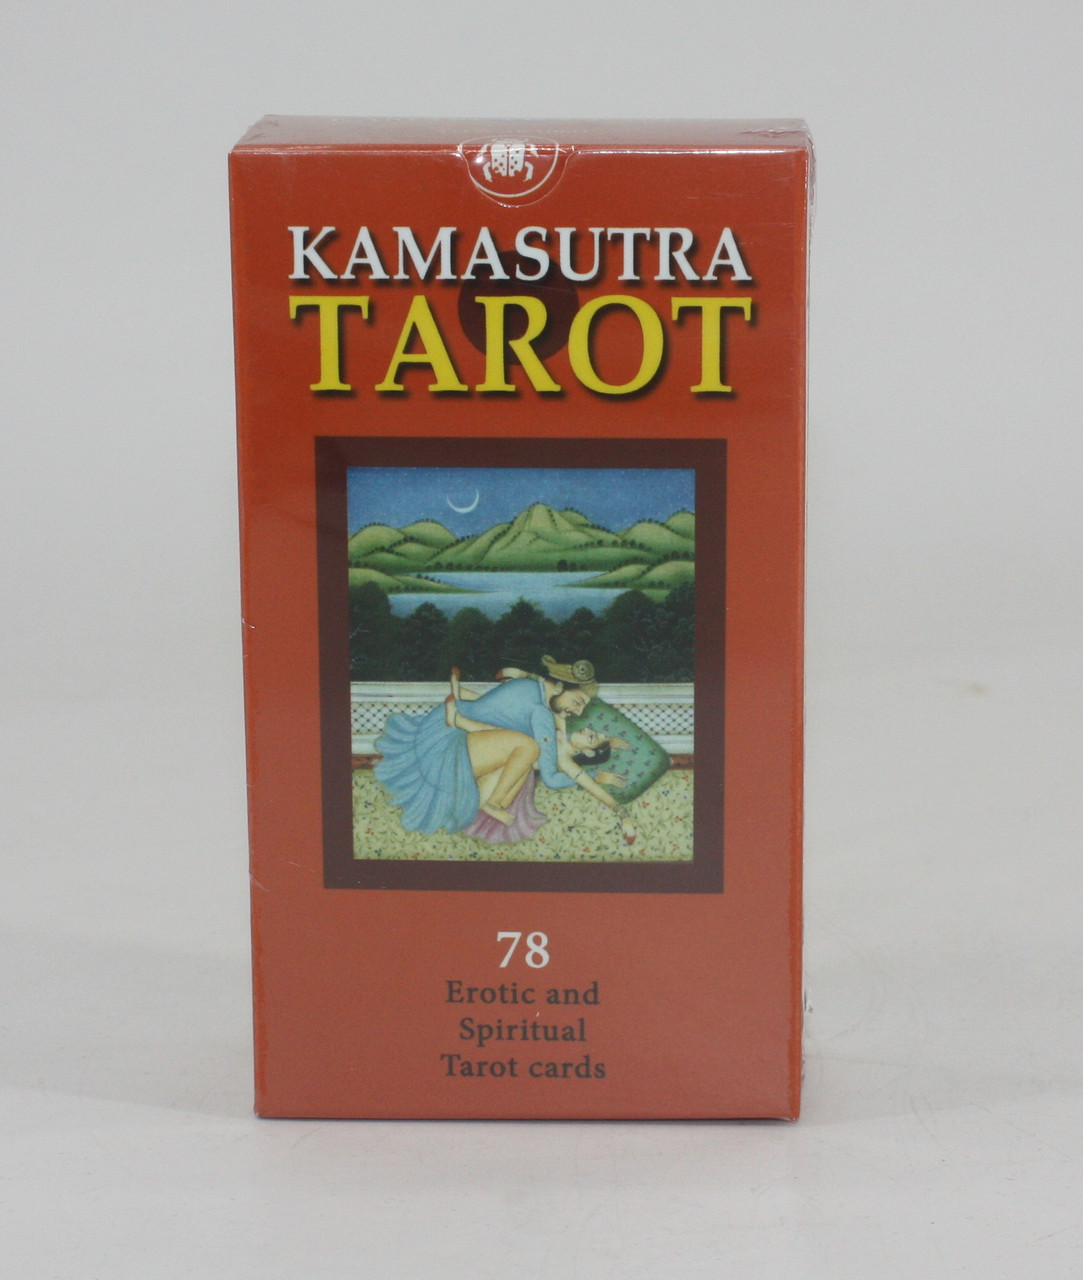 KAMASUTRA
TAROT
78
Erotic and
Spiritual
Tarot cards